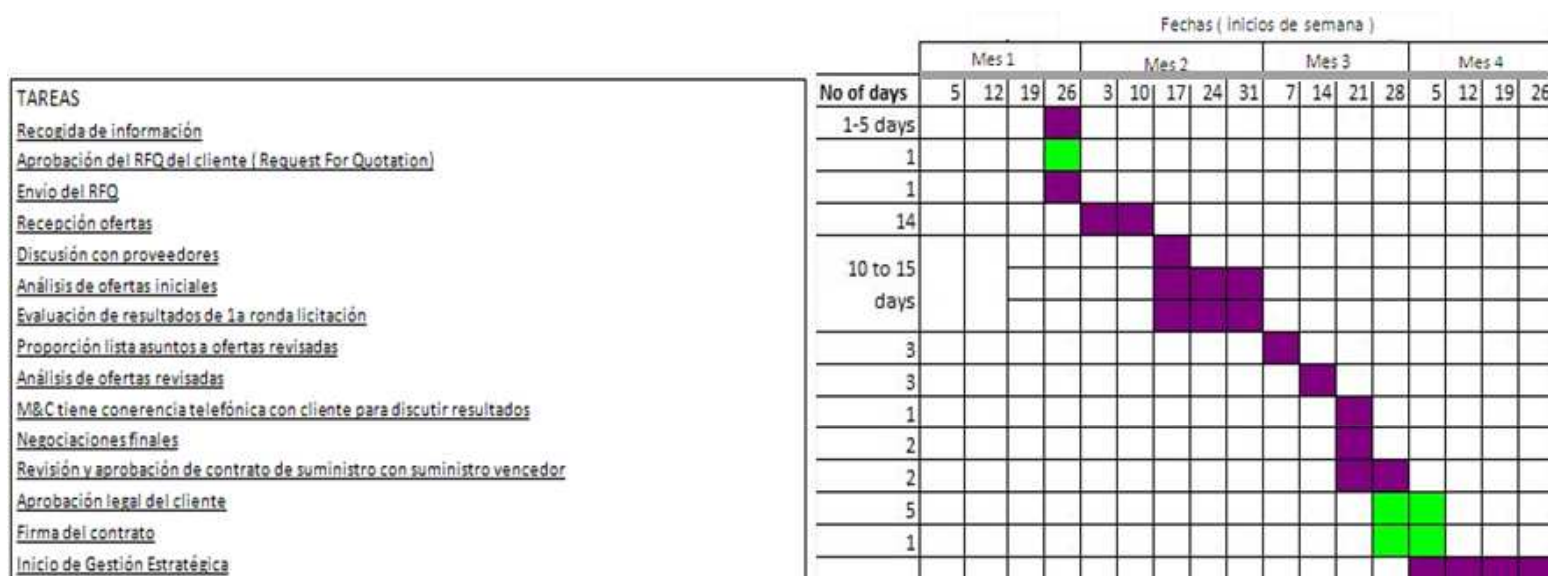 Fechas ( inicios de semana )
Mes 1 Mes 2 Mes 3 Mes 4
TAREAS No of days 5 12 19 26 3 10 17 24 31 7 14 21 28 5 12 19 26
Recogida de información 1-5 days
Aprobación del RFQ del cliente ( Request For Quotation) 1
Envio del RFQ 1
Recepción ofertas 14
Discusión con proveedores
Análisis de ofertas iniciales 10 to 15
Evaluación de resultados de 1a ronda licitación days
Proporción lista asuntos a ofertas revisadas 3
Análisis de ofertas revisadas 3
M&C tiene conerencia telefónica con cliente para discutir resultados 1
Negociaciones finales 2
Revisión y aprobación de contrato de suministro con suministro vencedor 2
Aprobación legal del cliente 5
Firma del contrato 1
Inicio de Gestión Estratégica